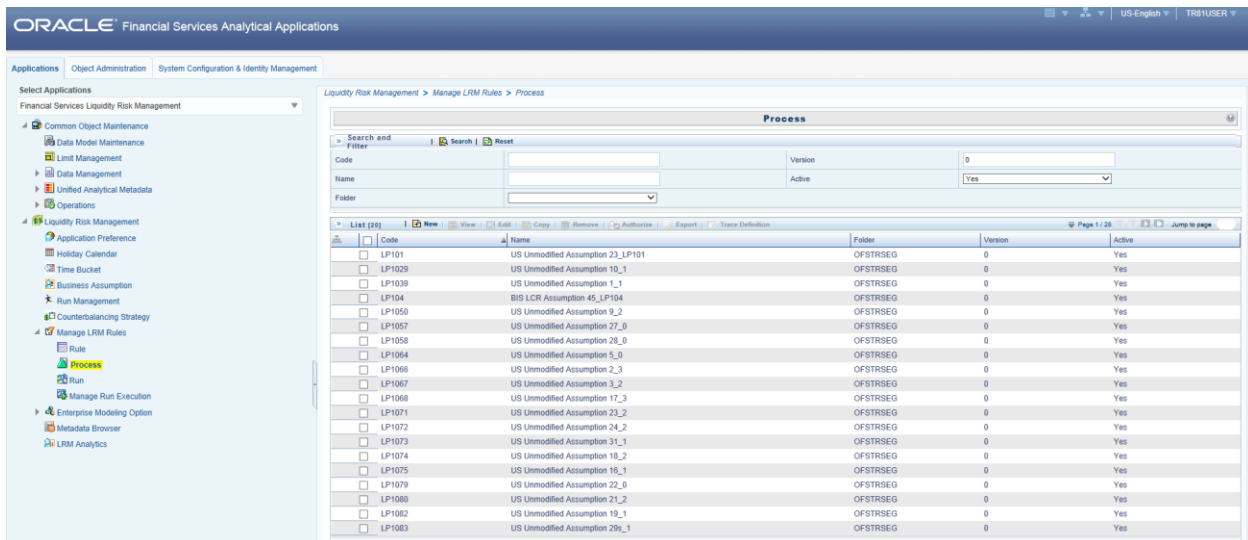 US-English
TR81USER
ORACLE Financial Services Analytical Applications
Applications
Object Administration
System Configuration & Identity Management
Select Applications
Financial Services Liquidity Risk Management
Common Object Maintenance
Data Model Maintenance
Limit Management
Data Management
Unified Analytical Metadata
Operations
Liquidity Risk Management
Application Preference
Holiday Calendar
Time Bucket
Business Assumption
Run Management
Counterbalancing Strategy
Manage LRM Rules
Rule
Process
Run
Manage Run Execution
Enterprise Modeling Option
Metadata Browser
LRM Analytics
Liquidity Risk Management > Manage LRM Rules > Process
Process
Search and Filter | Search | Reset
Code Version 0
Name Active Yes
Folder
List [20] | New | View | Edit | Copy | Remove | Authorize | Export | Trace Definition Page 1 / 28 Jump to page
Code Name Folder Version Active
LP101 US Unmodified Assumption 23_LP101 OFSTRSEG 0 Yes
LP1029 US Unmodified Assumption 10_1 OFSTRSEG 0 Yes
LP1039 US Unmodified Assumption 1_1 OFSTRSEG 0 Yes
LP104 BIS LCR Assumption 45_LP104 OFSTRSEG 0 Yes
LP1050 US Unmodified Assumption 9_2 OFSTRSEG 0 Yes
LP1057 US Unmodified Assumption 27_0 OFSTRSEG 0 Yes
LP1058 US Unmodified Assumption 28_0 OFSTRSEG 0 Yes
LP1064 US Unmodified Assumption 5_0 OFSTRSEG 0 Yes
LP1066 US Unmodified Assumption 2_3 OFSTRSEG 0 Yes
LP1067 US Unmodified Assumption 3_2 OFSTRSEG 0 Yes
LP1068 US Unmodified Assumption 17_3 OFSTRSEG 0 Yes
LP1071 US Unmodified Assumption 23_2 OFSTRSEG 0 Yes
LP1072 US Unmodified Assumption 24_2 OFSTRSEG 0 Yes
LP1073 US Unmodified Assumption 31_1 OFSTRSEG 0 Yes
LP1074 US Unmodified Assumption 18_2 OFSTRSEG 0 Yes
LP1075 US Unmodified Assumption 16_1 OFSTRSEG 0 Yes
LP1079 US Unmodified Assumption 22_0 OFSTRSEG 0 Yes
LP1080 US Unmodified Assumption 21_2 OFSTRSEG 0 Yes
LP1082 US Unmodified Assumption 19_1 OFSTRSEG 0 Yes
LP1083 US Unmodified Assumption 29s_1 OFSTRSEG 0 Yes